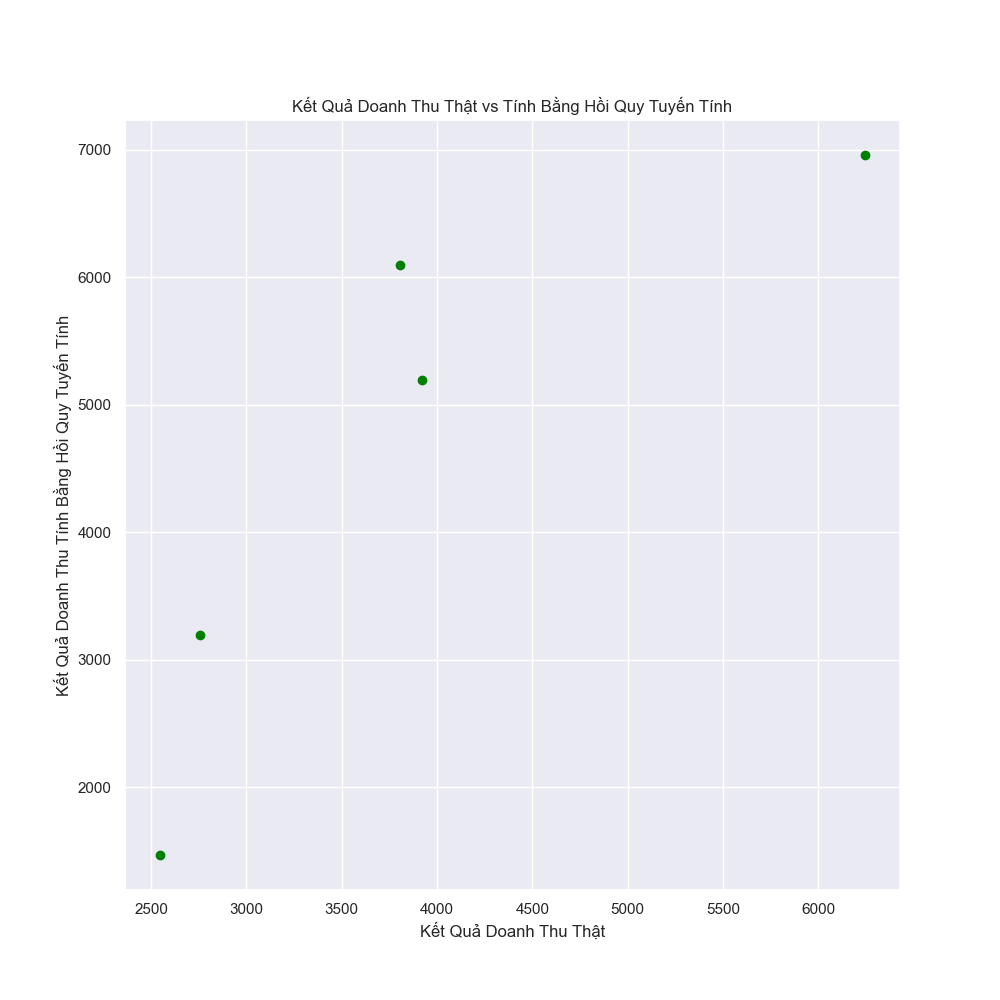 Kết Quả Doanh Thu Thật vs Tính Bằng Hồi Quy Tuyến Tính
Kết Quả Doanh Thu Tính Bằng Hồi Quy Tuyến Tính
7000
6000
5000
4000
3000
2000
2500 3000 3500 4000 4500 5000 5500 6000
Kết Quả Doanh Thu Thật